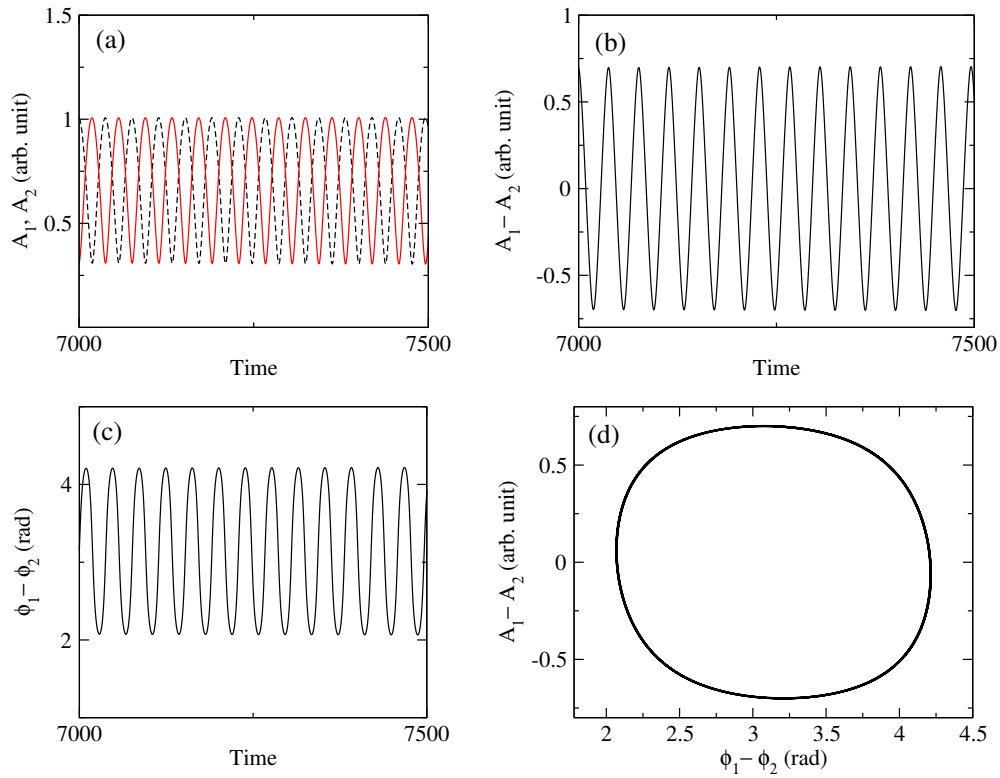 (a)
A₁, A₂ (arb. unit)
1.5
1
0.5
7000
7500
Time
(b)
A₁− A₂ (arb. unit)
1
0.5
0
-0.5
7000
7500
Time
(c)
ϕ₁− ϕ₂ (rad)
4
2
7000
7500
Time
(d)
A₁− A₂ (arb. unit)
0.5
0
-0.5
2
2.5
3
3.5
4
4.5
ϕ₁− ϕ₂ (rad)